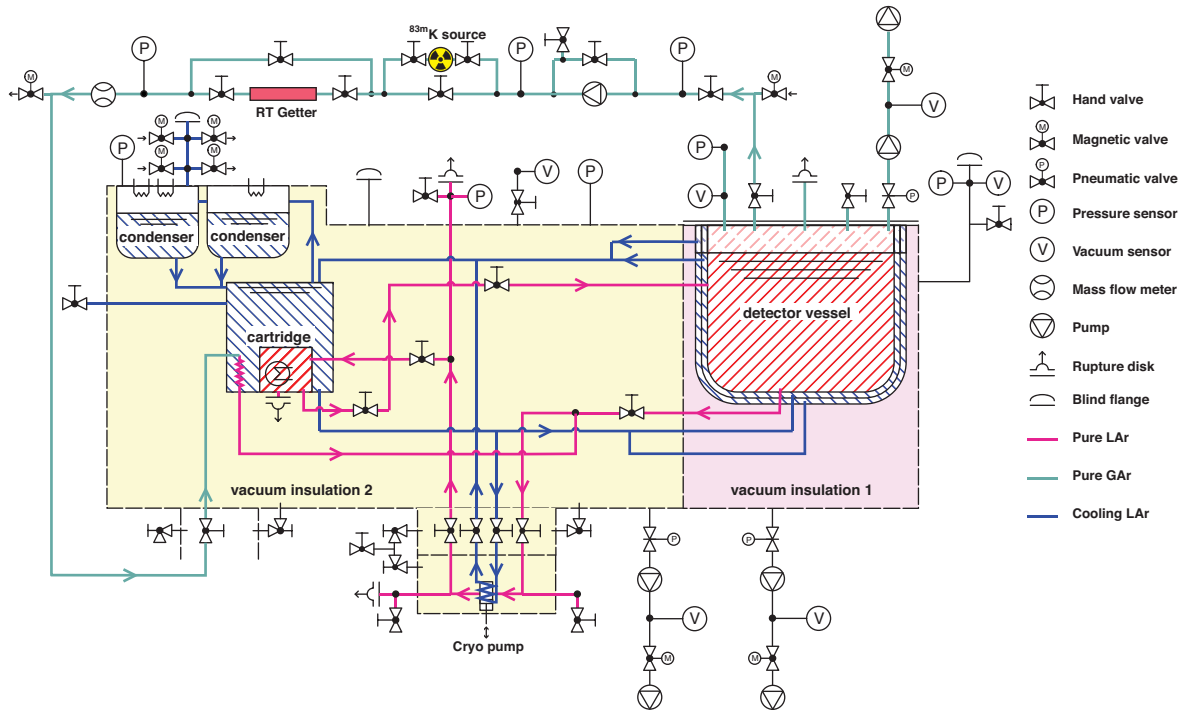 83mK source
P
P
P
M
M
M
V
RT Getter
M
M
M
M
P
P
V
P
V
P
P
P
P
V
condenser
condenser
cartridge
detector vessel
vacuum insulation 2
vacuum insulation 1
P
P
V
V
M
M
Cryo pump
Hand valve
M
Magnetic valve
P
Pneumatic valve
P
Pressure sensor
V
Vacuum sensor
Mass flow meter
Pump
Rupture disk
Blind flange
Pure LAr
Pure GAr
Cooling LAr